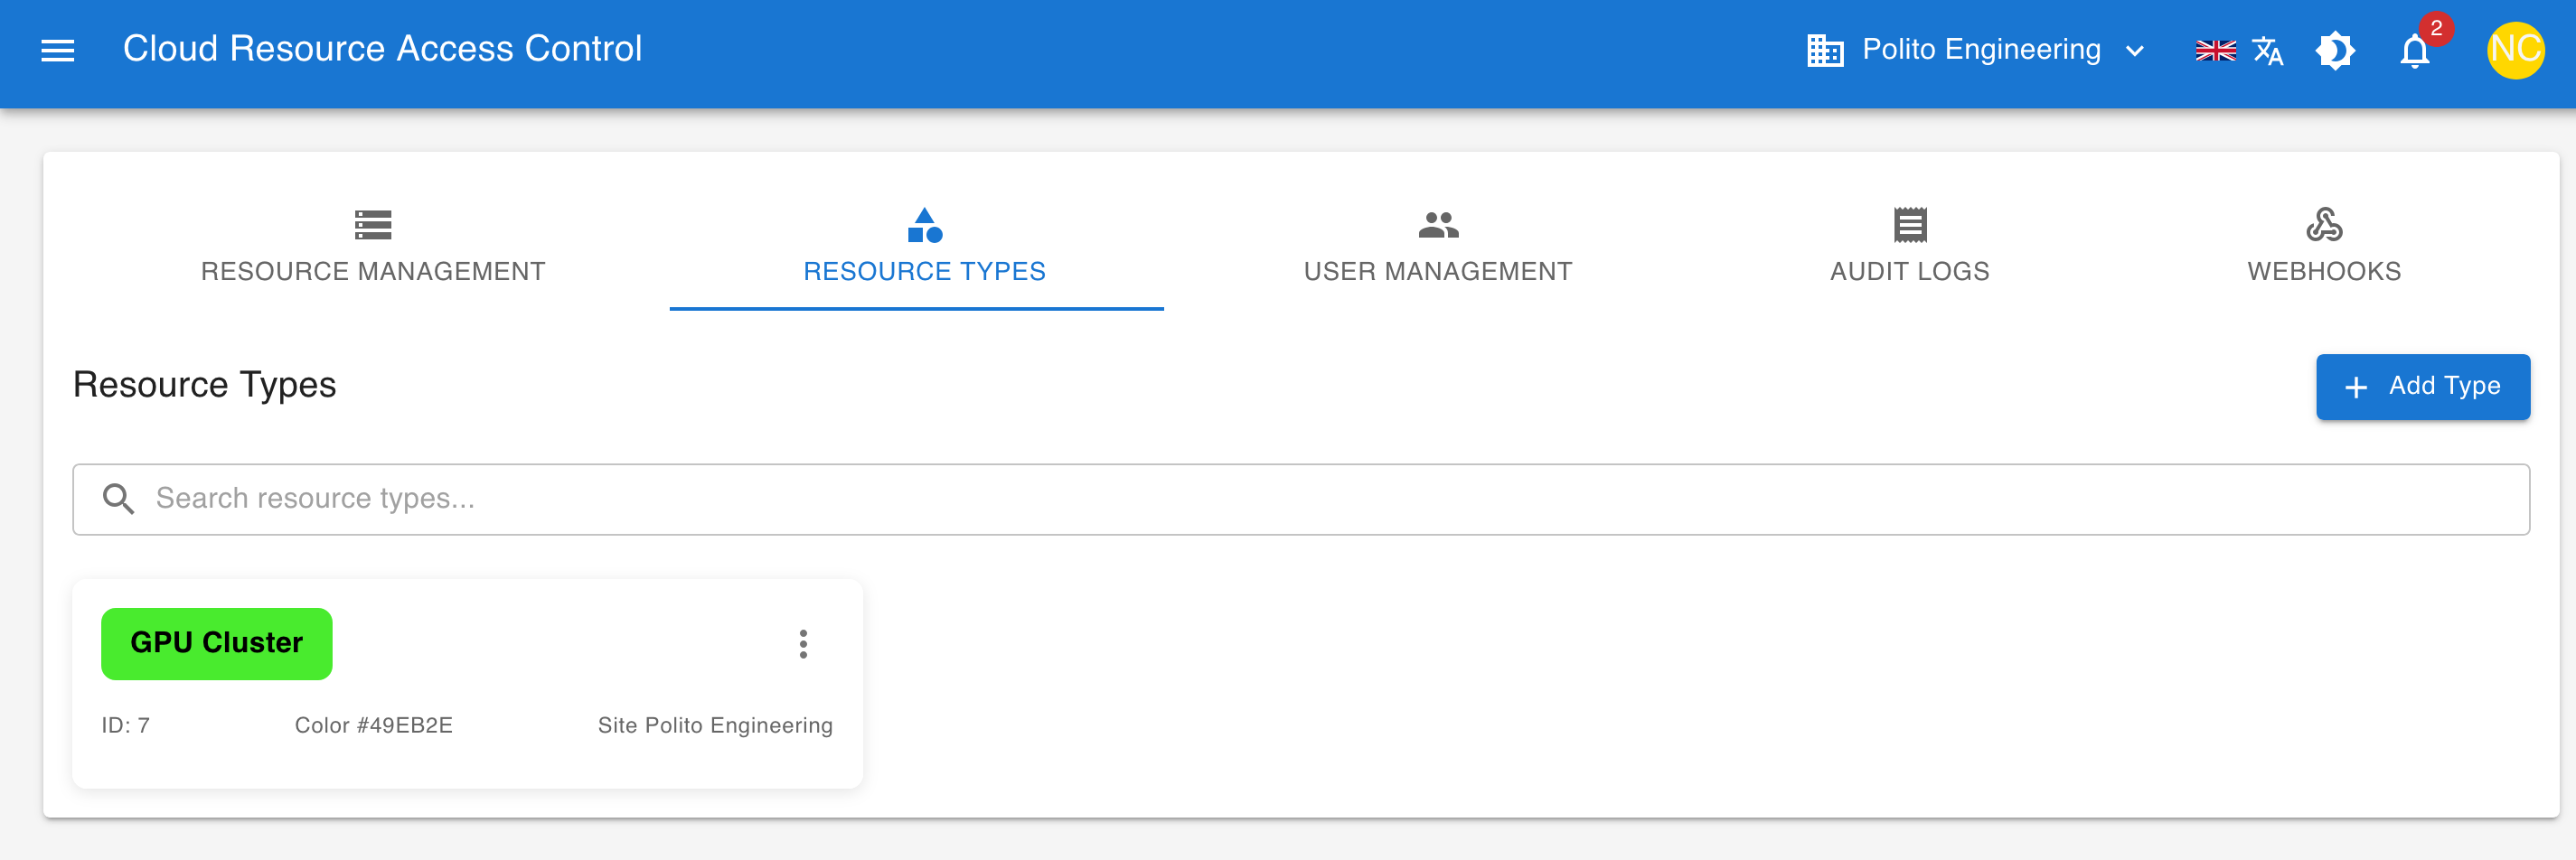 Cloud Resource Access Control
Polito Engineering
2
NC
RESOURCE MANAGEMENT
RESOURCE TYPES
USER MANAGEMENT
AUDIT LOGS
WEBHOOKS
Resource Types
Add Type
Search resource types...
GPU Cluster
ID: 7
Color #49EB2E
Site Polito Engineering